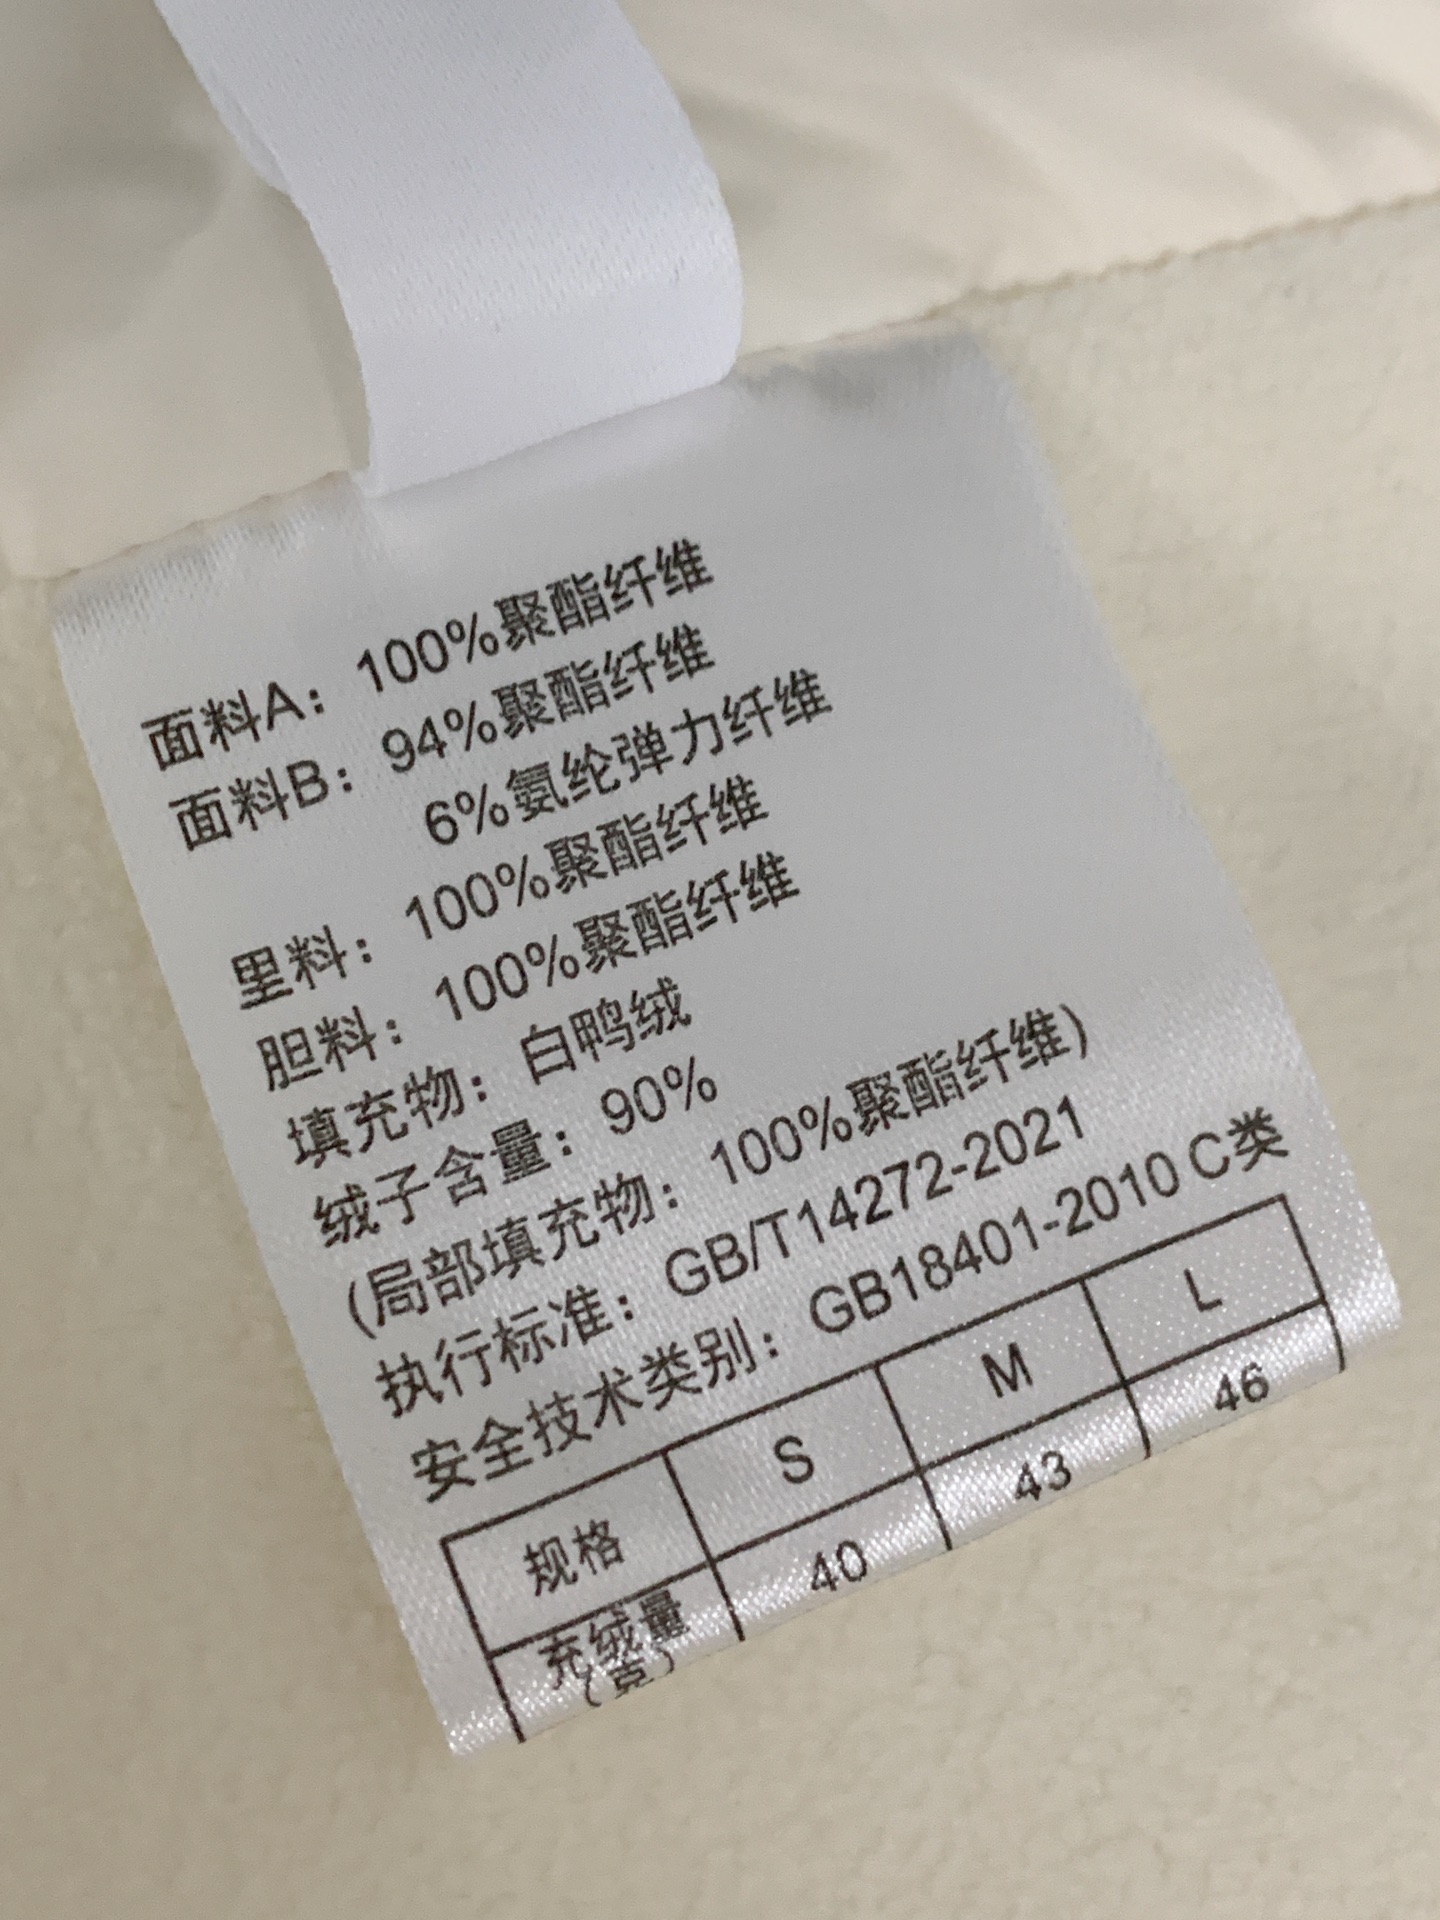 面料A：100%聚酯纤维
面料B：94%聚酯纤维
6%氨纶弹力纤维
里料：100%聚酯纤维
胆料：100%聚酯纤维
填充物：白鸭绒
绒子含量：90%
(局部填充物：100%聚酯纤维)
执行标准：GB/T14272-2021
安全技术类别：GB18401-2010 C类
规格 S M L
充绒量 40 43 46
(克)